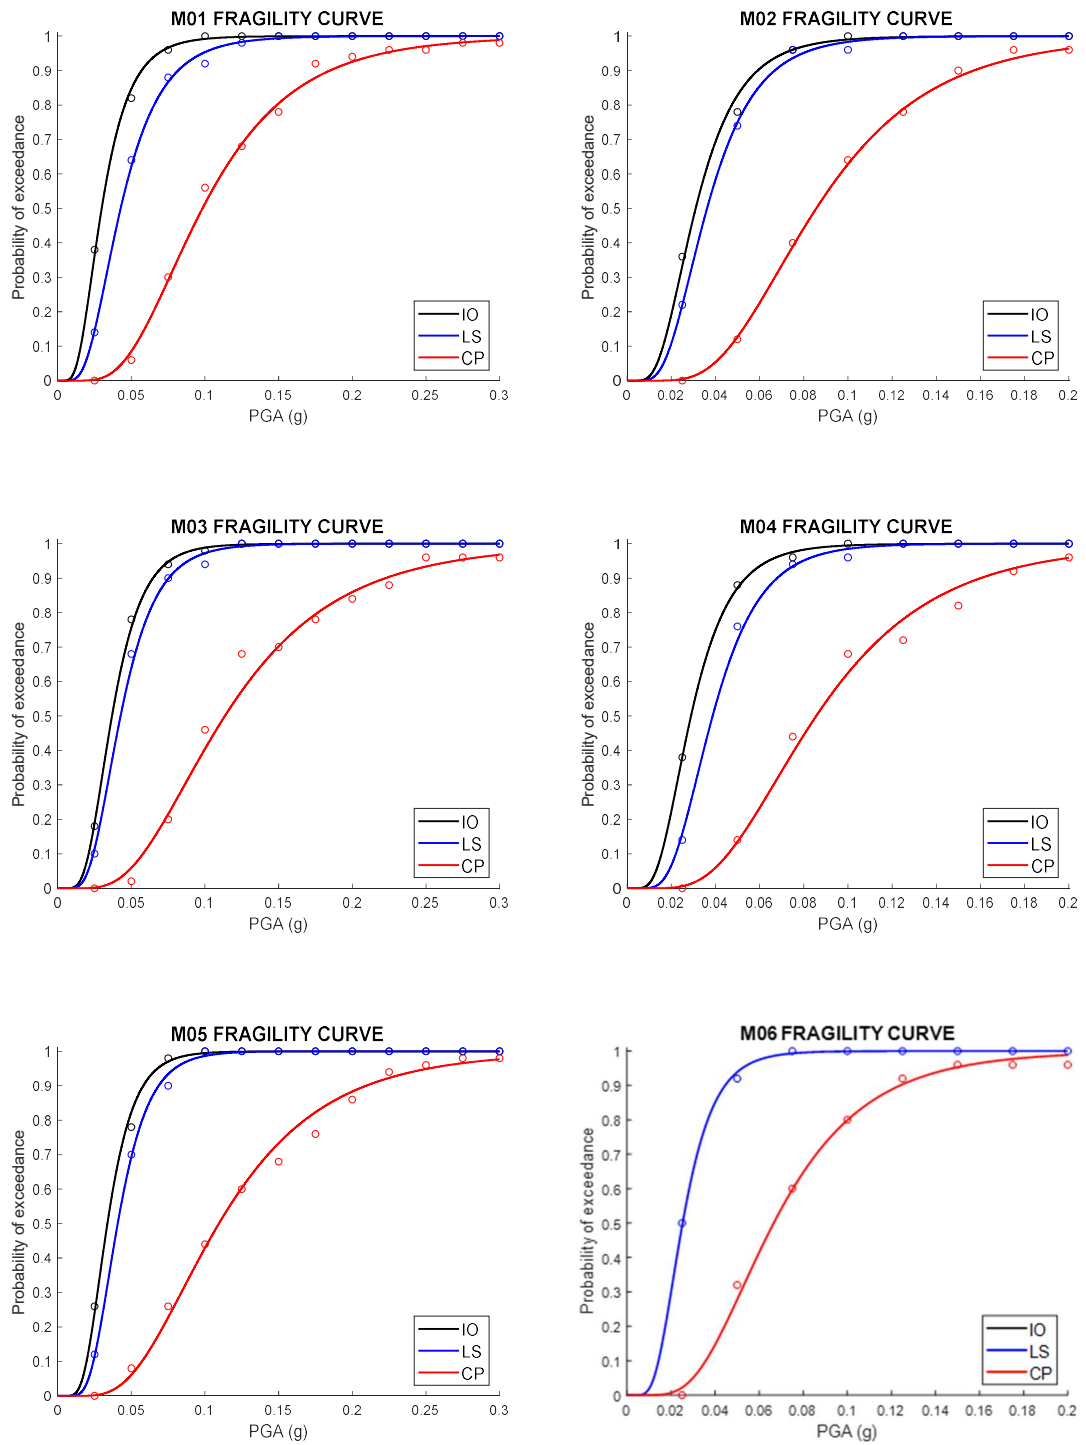 M01 FRAGILITY CURVE
Probability of exceedance
1
0.9
0.8
0.7
0.6
0.5
0.4
0.3
0.2
0.1
0
0 0.05 0.1 0.15 0.2 0.25 0.3
PGA (g)
IO
LS
CP
M02 FRAGILITY CURVE
Probability of exceedance
1
0.9
0.8
0.7
0.6
0.5
0.4
0.3
0.2
0.1
0
0 0.02 0.04 0.06 0.08 0.1 0.12 0.14 0.16 0.18 0.2
PGA (g)
IO
LS
CP
M03 FRAGILITY CURVE
Probability of exceedance
1
0.9
0.8
0.7
0.6
0.5
0.4
0.3
0.2
0.1
0
0 0.05 0.1 0.15 0.2 0.25 0.3
PGA (g)
IO
LS
CP
M04 FRAGILITY CURVE
Probability of exceedance
1
0.9
0.8
0.7
0.6
0.5
0.4
0.3
0.2
0.1
0
0 0.02 0.04 0.06 0.08 0.1 0.12 0.14 0.16 0.18 0.2
PGA (g)
IO
LS
CP
M05 FRAGILITY CURVE
Probability of exceedance
1
0.9
0.8
0.7
0.6
0.5
0.4
0.3
0.2
0.1
0
0 0.05 0.1 0.15 0.2 0.25 0.3
PGA (g)
IO
LS
CP
M06 FRAGILITY CURVE
Probability of exceedance
1
0.9
0.8
0.7
0.6
0.5
0.4
0.3
0.2
0.1
0
0 0.02 0.04 0.06 0.08 0.1 0.12 0.14 0.16 0.18 0.2
PGA (g)
IO
LS
CP